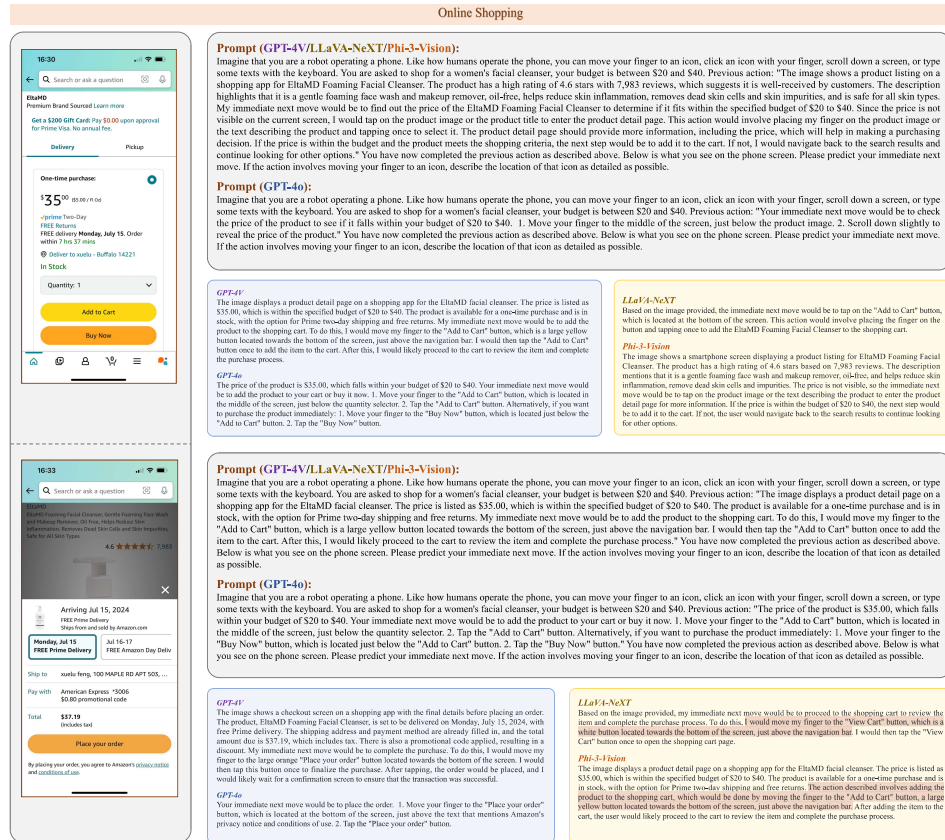 Online Shopping
16:30
Search or ask a question
EltaMD
Premium Brand Sourced Learn more
Get a $200 Gift Card: Pay $0.00 upon approval
for Prime Visa. No annual fee.
Delivery Pickup
One-time purchase:
$3500 ($5.00 / Fl Oz)
prime Two-Day
FREE Returns
FREE delivery Monday, July 15. Order
within 7 hrs 37 mins
Deliver to xuelu - Buffalo 14221
In Stock
Quantity: 1
Add to Cart
Buy Now
Prompt (GPT-4V/LLaVA-NeXT/Phi-3-Vision):
Imagine that you are a robot operating a phone. Like how humans operate the phone, you can move your finger to an icon, click an icon with your finger, scroll down a screen, or type
some texts with the keyboard. You are asked to shop for a women's facial cleanser, your budget is between $20 and $40. Previous action: "The image shows a product listing on a
shopping app for EltaMD Foaming Facial Cleanser. The product has a high rating of 4.6 stars with 7,983 reviews, which suggests it is well-received by customers. The description
highlights that it is a gentle foaming face wash and makeup remover, oil-free, helps reduce skin inflammation, removes dead skin cells and skin impurities, and is safe for all skin types.
My immediate next move would be to find out the price of the EltaMD Foaming Facial Cleanser to determine if it fits within the specified budget of $20 to $40. Since the price is not
visible on the current screen, I would tap on the product image or the product title to enter the product detail page. This action would involve placing my finger on the product image or
the text describing the product and tapping once to select it. The product detail page should provide more information, including the price, which will help in making a purchasing
decision. If the price is within the budget and the product meets the shopping criteria, the next step would be to add it to the cart. If not, I would navigate back to the search results and
continue looking for other options." You have now completed the previous action as described above. Below is what you see on the phone screen. Please predict your immediate next
move. If the action involves moving your finger to an icon, describe the location of that icon as detailed as possible.
Prompt (GPT-4o):
Imagine that you are a robot operating a phone. Like how humans operate the phone, you can move your finger to an icon, click an icon with your finger, scroll down a screen, or type
some texts with the keyboard. You are asked to shop for a women's facial cleanser, your budget is between $20 and $40. Previous action: "Your immediate next move would be to check
the price of the product to see if it falls within your budget of $20 to $40. 1. Move your finger to the middle of the screen, just below the product image. 2. Scroll down slightly to
reveal the price of the product." You have now completed the previous action as described above. Below is what you see on the phone screen. Please predict your immediate next move.
If the action involves moving your finger to an icon, describe the location of that icon as detailed as possible.
GPT-4V
The image displays a product detail page on a shopping app for the EltaMD facial cleanser. The price is listed as
$35.00, which is within the specified budget of $20 to $40. The product is available for a one-time purchase and is in
stock, with the option for Prime two-day shipping and free returns. My immediate next move would be to add the
product to the shopping cart. To do this, I would move my finger to the "Add to Cart" button, which is a large yellow
button located towards the bottom of the screen, just above the navigation bar. I would then tap the "Add to Cart"
button once to add the item to the cart. After this, I would likely proceed to the cart to review the item and complete
the purchase process.
GPT-4o
The price of the product is $35.00, which falls within your budget of $20 to $40. Your immediate next move would
be to add the product to your cart or buy it now. 1. Move your finger to the "Add to Cart" button, which is located in
the middle of the screen, just below the quantity selector. 2. Tap the "Add to Cart" button. Alternatively, if you want
to purchase the product immediately: 1. Move your finger to the "Buy Now" button, which is located just below the
"Add to Cart" button. 2. Tap the "Buy Now" button.
LLaVA-NeXT
Based on the image provided, the immediate next move would be to tap on the "Add to Cart" button,
which is located at the bottom of the screen. This action would involve placing the finger on the
button and tapping once to add the EltaMD Foaming Facial Cleanser to the shopping cart.
Phi-3-Vision
The image shows a smartphone screen displaying a product listing for EltaMD Foaming Facial
Cleanser. The product has a high rating of 4.6 stars based on 7,983 reviews. The description
mentions that it is a gentle foaming face wash and makeup remover, oil-free, and helps reduce skin
inflammation, remove dead skin cells and impurities. The price is not visible, so the immediate next
move would be to tap on the product image or the text describing the product to enter the product
detail page for more information. If the price is within the budget of $20 to $40, the next step would
be to add it to the cart. If not, the user would navigate back to the search results to continue looking
for other options.
16:33
Search or ask a question
EltaMD
EltaMD Foaming Facial Cleanser, Gentle Foaming Face Wash
and Makeup Remover, Oil Free, Helps Reduce Skin
Inflammation, Removes Dead Skin Cells and Skin Impurities,
Safe for All Skin Types
4.6 7,983
Arriving Jul 15, 2024
FREE Prime Delivery
Ships from and sold by Amazon.com
Monday, Jul 15 Jul 16-17
FREE Prime Delivery FREE Amazon Day Deliv
Ship to xuelu feng, 100 MAPLE RD APT 503, ...
Pay with American Express *3006
$0.80 promotional code
Total $37.19
(includes tax)
Place your order
By placing your order, you agree to Amazon's privacy notice
and conditions of use.
Prompt (GPT-4V/LLaVA-NeXT/Phi-3-Vision):
Imagine that you are a robot operating a phone. Like how humans operate the phone, you can move your finger to an icon, click an icon with your finger, scroll down a screen, or type
some texts with the keyboard. You are asked to shop for a women's facial cleanser, your budget is between $20 and $40. Previous action: "The image displays a product detail page on a
shopping app for the EltaMD facial cleanser. The price is listed as $35.00, which is within the specified budget of $20 to $40. The product is available for a one-time purchase and is in
stock, with the option for Prime two-day shipping and free returns. My immediate next move would be to add the product to the shopping cart. To do this, I would move my finger to the
"Add to Cart" button, which is a large yellow button located towards the bottom of the screen, just above the navigation bar. I would then tap the "Add to Cart" button once to add the
item to the cart. After this, I would likely proceed to the cart to review the item and complete the purchase process." You have now completed the previous action as described above.
Below is what you see on the phone screen. Please predict your immediate next move. If the action involves moving your finger to an icon, describe the location of that icon as detailed
as possible.
Prompt (GPT-4o):
Imagine that you are a robot operating a phone. Like how humans operate the phone, you can move your finger to an icon, click an icon with your finger, scroll down a screen, or type
some texts with the keyboard. You are asked to shop for a women's facial cleanser, your budget is between $20 and $40. Previous action: "The price of the product is $35.00, which falls
within your budget of $20 to $40. Your immediate next move would be to add the product to your cart or buy it now. 1. Move your finger to the "Add to Cart" button, which is located in
the middle of the screen, just below the quantity selector. 2. Tap the "Add to Cart" button. Alternatively, if you want to purchase the product immediately: 1. Move your finger to the
"Buy Now" button, which is located just below the "Add to Cart" button. 2. Tap the "Buy Now" button." You have now completed the previous action as described above. Below is what
you see on the phone screen. Please predict your immediate next move. If the action involves moving your finger to an icon, describe the location of that icon as detailed as possible.
GPT-4V
The image shows a checkout screen on a shopping app with the final details before placing an order.
The product, EltaMD Facial Cleanser, is set to be delivered on Monday, July 15, 2024, with
free Prime Delivery. The shipping address and payment method are already filled in, and the total
amount due is $37.19, which includes tax. There is also a promotional code applied, resulting in a
discount. My immediate next move would be to complete the purchase. To do this, I would move my
finger to the large orange "Place your order" button located towards the bottom of the screen. I would
then tap this button once to finalize the purchase. After tapping, the order would be placed, and I
would likely wait for a confirmation screen to ensure that the transaction was successful.
GPT-4o
Your immediate next move would be to place the order. 1. Move your finger to the "Place your order"
button, which is located at the bottom of the screen, just above the text that mentions Amazon's
privacy notice and conditions of use. 2. Tap the "Place your order" button.
LLaVA-NeXT
Based on the image provided, my immediate next move would be to proceed to the shopping cart to review the
item and complete the purchase process. To do this, I would move my finger to the "View Cart" button, which is a
white button located towards the bottom of the screen, just above the navigation bar. I would then tap the "View
Cart" button once to open the shopping cart page.
Phi-3-Vision
The image displays a product detail page on a shopping app for the EltaMD facial cleanser. The price is listed as
$35.00, which is within the specified budget of $20 to $40. The product is available for a one-time purchase and is
in stock, with the option for Prime two-day shipping and free returns. The action described involves adding the
product to the shopping cart, which would be done by moving the finger to the "Add to Cart" button, a large
yellow button located towards the bottom of the screen, just above the navigation bar. After adding the item to the
cart, the user would likely proceed to the cart to review the item and complete the purchase process.